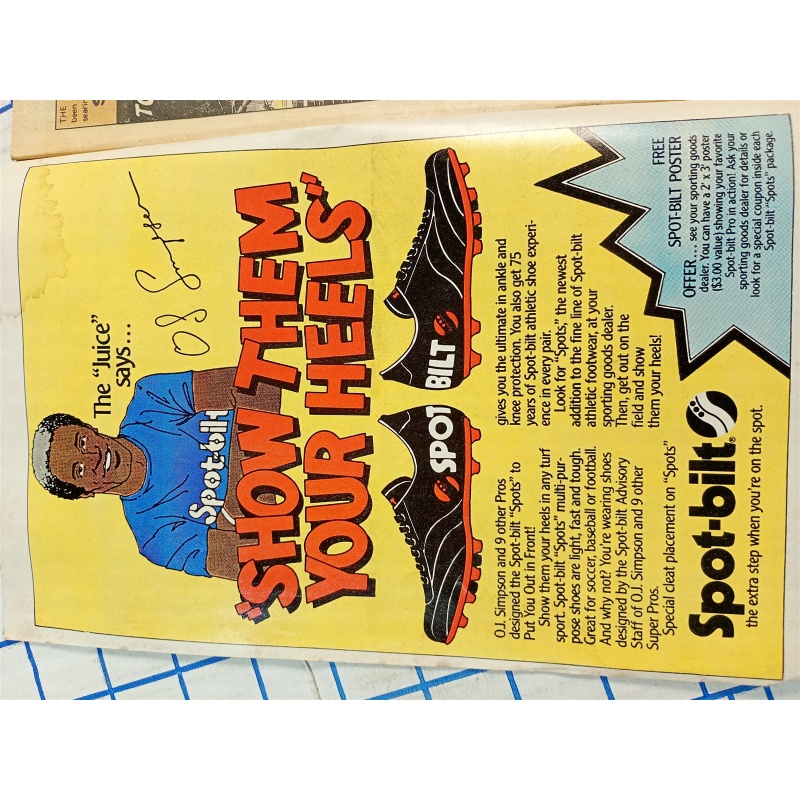 THE
been
The "Juice"
says...
OJ Simpson
"SHOW THEM
YOUR HEELS"
Spot-bilt
SPOT
BILT
O.J. Simpson and 9 other Pros
designed the Spot-bilt "Spots" to
Put You Out in Front!
Show them your heels in any turf
sport. Spot-bilt "Spots" multi-pur-
pose shoes are light, fast and tough.
Great for soccer, baseball or football.
And why not? You're wearing shoes
designed by the Spot-bilt Advisory
Staff of O.J. Simpson and 9 other
Super Pros.
Special cleat placement on "Spots"
gives you the ultimate in ankle and
knee protection. You also get 75
years of Spot-bilt athletic shoe experi-
ence in every pair.
Look for "Spots," the newest
addition to the fine line of Spot-bilt
athletic footwear, at your
sporting goods dealer.
Then, get out on the
field and show
them your heels!
FREE
SPOT-BILT POSTER
OFFER... see your sporting goods
dealer. You can have a 2' x 3' poster
($3.00 value) showing your favorite
Spot-bilt Pro in action! Ask your
sporting goods dealer for details or
look for a special coupon inside each
Spot-bilt "Spots" package.
Spot-bilt®
the extra step when you're on the spot.